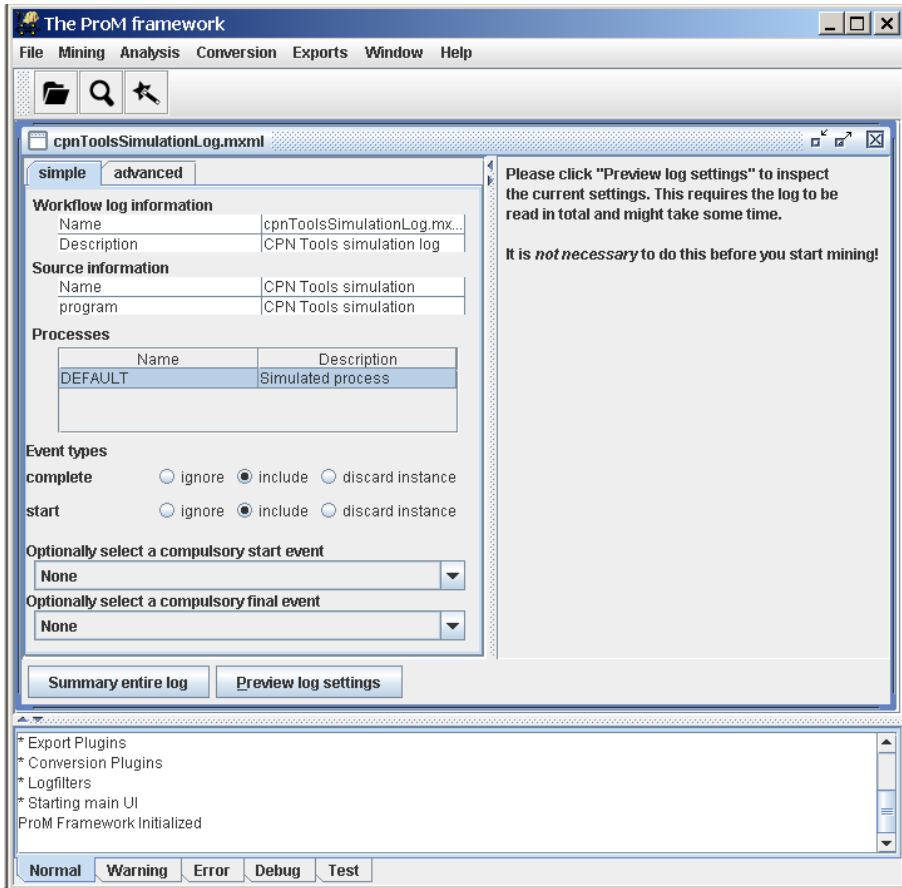 The ProM framework
File Mining Analysis Conversion Exports Window Help
cpnToolsSimulationLog.mxml
simple advanced
Workflow log information
Name cpnToolsSimulationLog.mx...
Description CPN Tools simulation log
Source information
Name CPN Tools simulation
program CPN Tools simulation
Processes
Name Description
DEFAULT Simulated process
Event types
complete ignore include discard instance
start ignore include discard instance
Optionally select a compulsory start event
None
Optionally select a compulsory final event
None
Summary entire log Preview log settings
Please click "Preview log settings" to inspect
the current settings. This requires the log to be
read in total and might take some time.
It is not necessary to do this before you start mining!
* Export Plugins
* Conversion Plugins
* Logfilters
* Starting main UI
ProM Framework Initialized
Normal Warning Error Debug Test